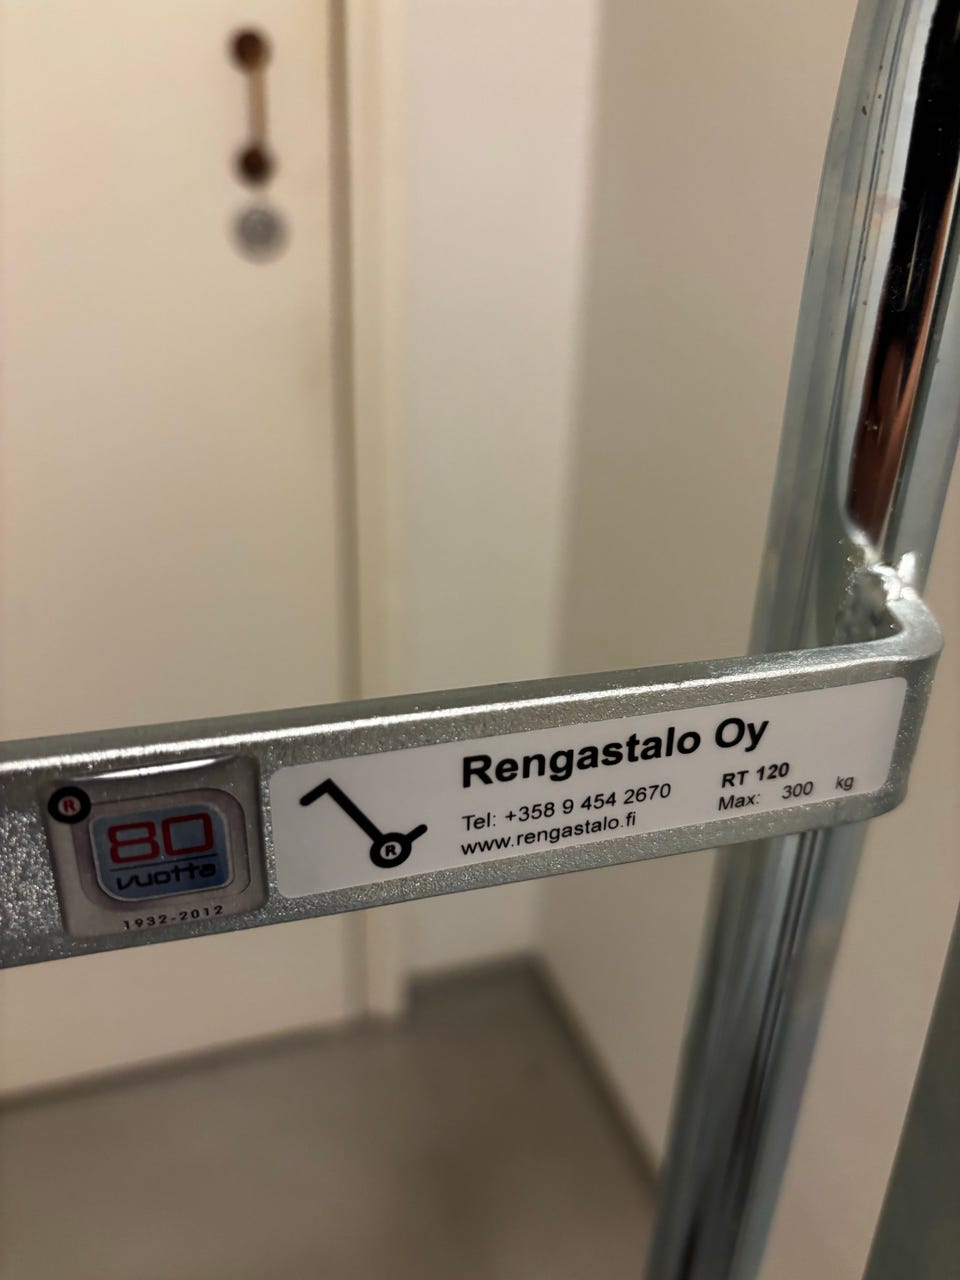 R
80
vuotta
1932-2012
R
Rengastalo Oy
Tel: +358 9 454 2670
www.rengastalo.fi
RT 120
Max: 300 kg